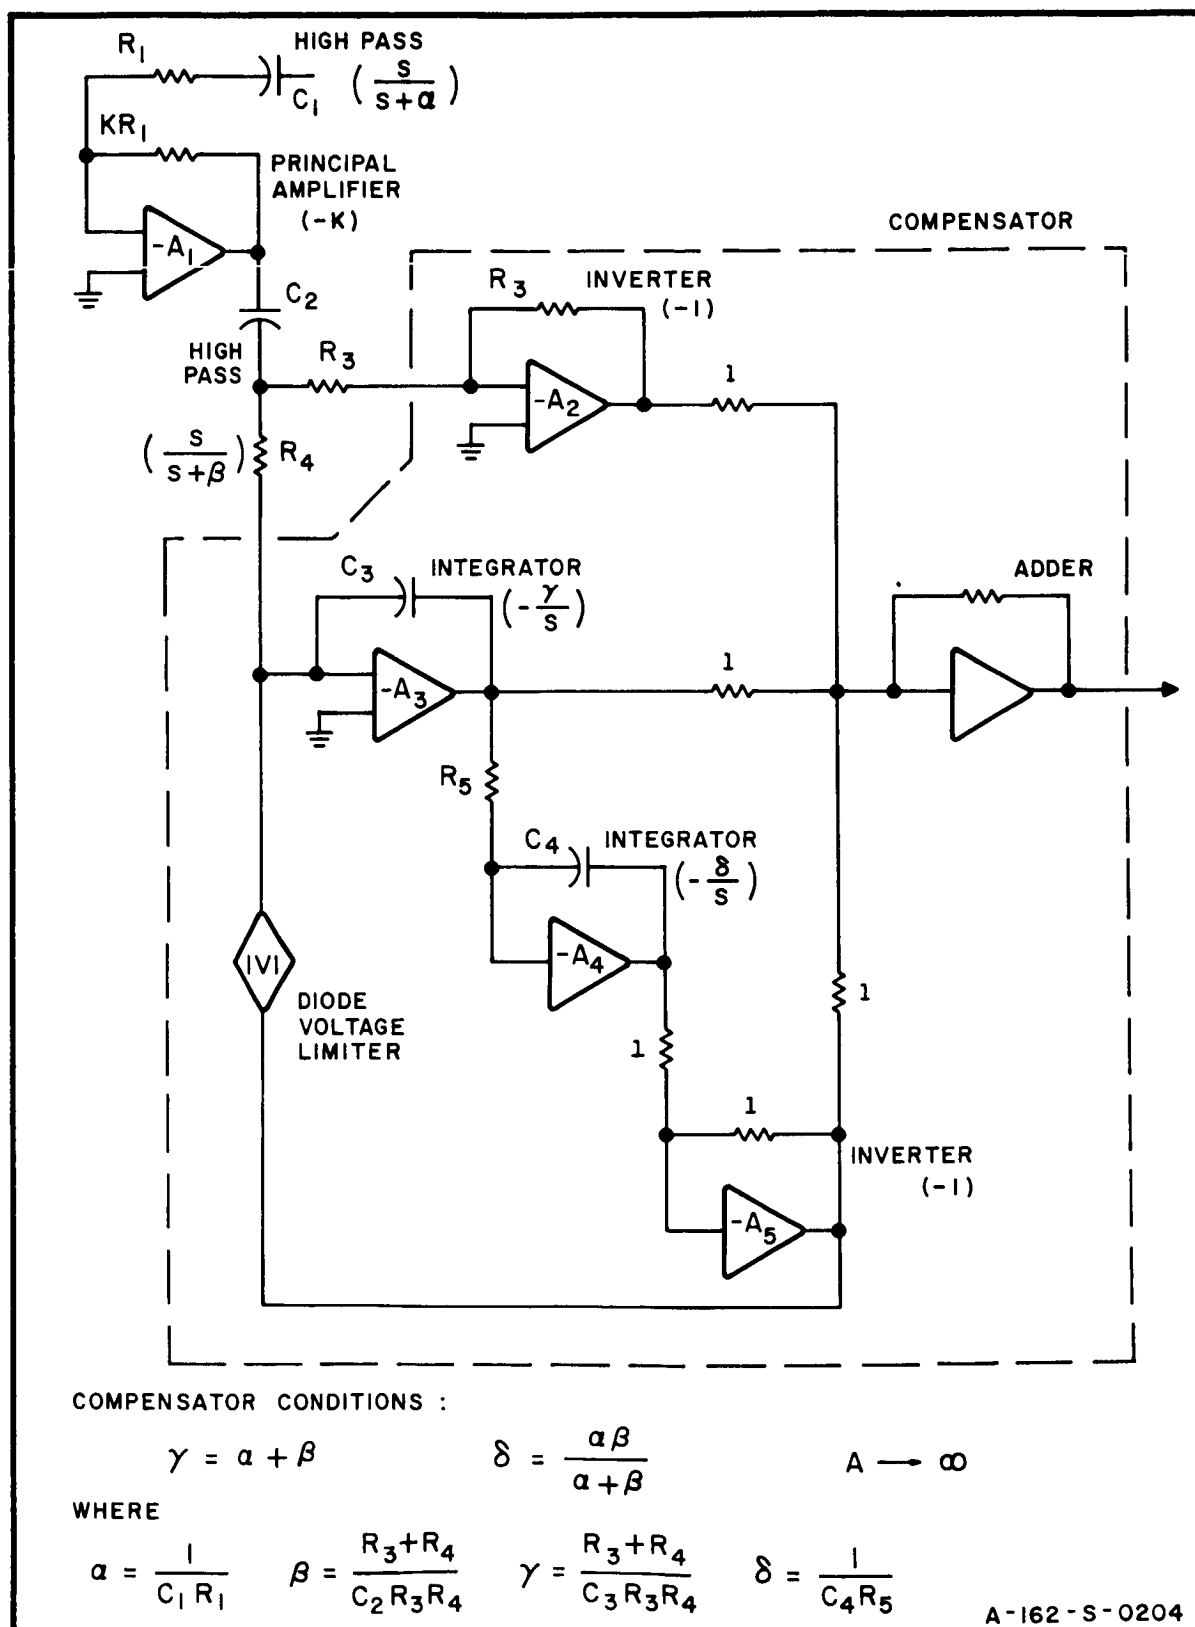 R₁
HIGH PASS
C₁
(s/(s+α))
KR₁
PRINCIPAL
AMPLIFIER
(-K)
-A₁
COMPENSATOR
C₂
HIGH
PASS
R₃
R₃
INVERTER
(-1)
-A₂
1
(s/(s+β))
R₄
C₃
INTEGRATOR
(-γ/s)
ADDER
-A₃
1
R₅
C₄
INTEGRATOR
(-δ/s)
-A₄
|V|
DIODE
VOLTAGE
LIMITER
1
1
1
INVERTER
(-1)
-A₅
COMPENSATOR CONDITIONS :
γ = α + β δ = αβ/(α+β) A → ∞
WHERE
α = 1/(C₁R₁) β = (R₃+R₄)/(C₂R₃R₄) γ = (R₃+R₄)/(C₃R₃R₄) δ = 1/(C₄R₅)
A-162-S-0204